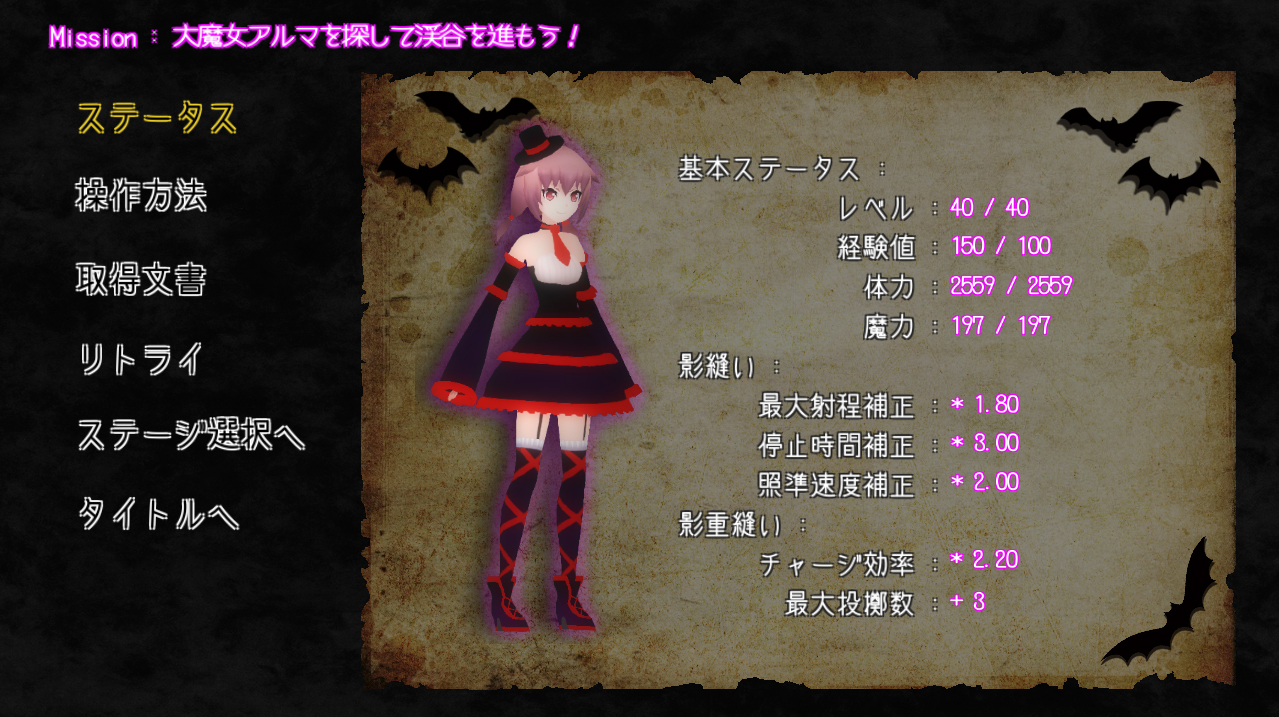 Mission : 大魔女アルマを探して渓谷を進もう!
ステータス
操作方法
取得文書
リトライ
ステージ選択へ
タイトルへ
基本ステータス :
レベル : 40 / 40
経験値 : 150 / 100
体力 : 2559 / 2559
魔力 : 197 / 197
影縫い :
最大射程補正 : * 1.80
停止時間補正 : * 3.00
照準速度補正 : * 2.00
影重縫い :
チャージ効率 : * 2.20
最大投擲数 : + 3